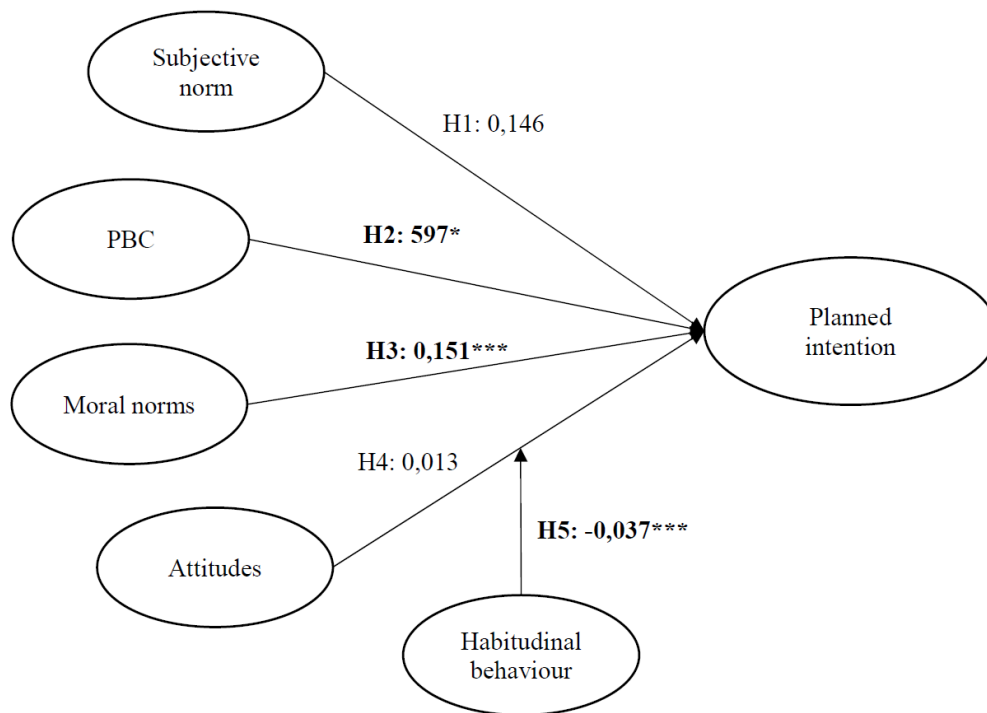 Subjective
norm
H1: 0,146
PBC
H2: 597*
Planned
intention
Moral norms
H3: 0,151***
H4: 0,013
Attitudes
H5: -0,037***
Habitudinal
behaviour